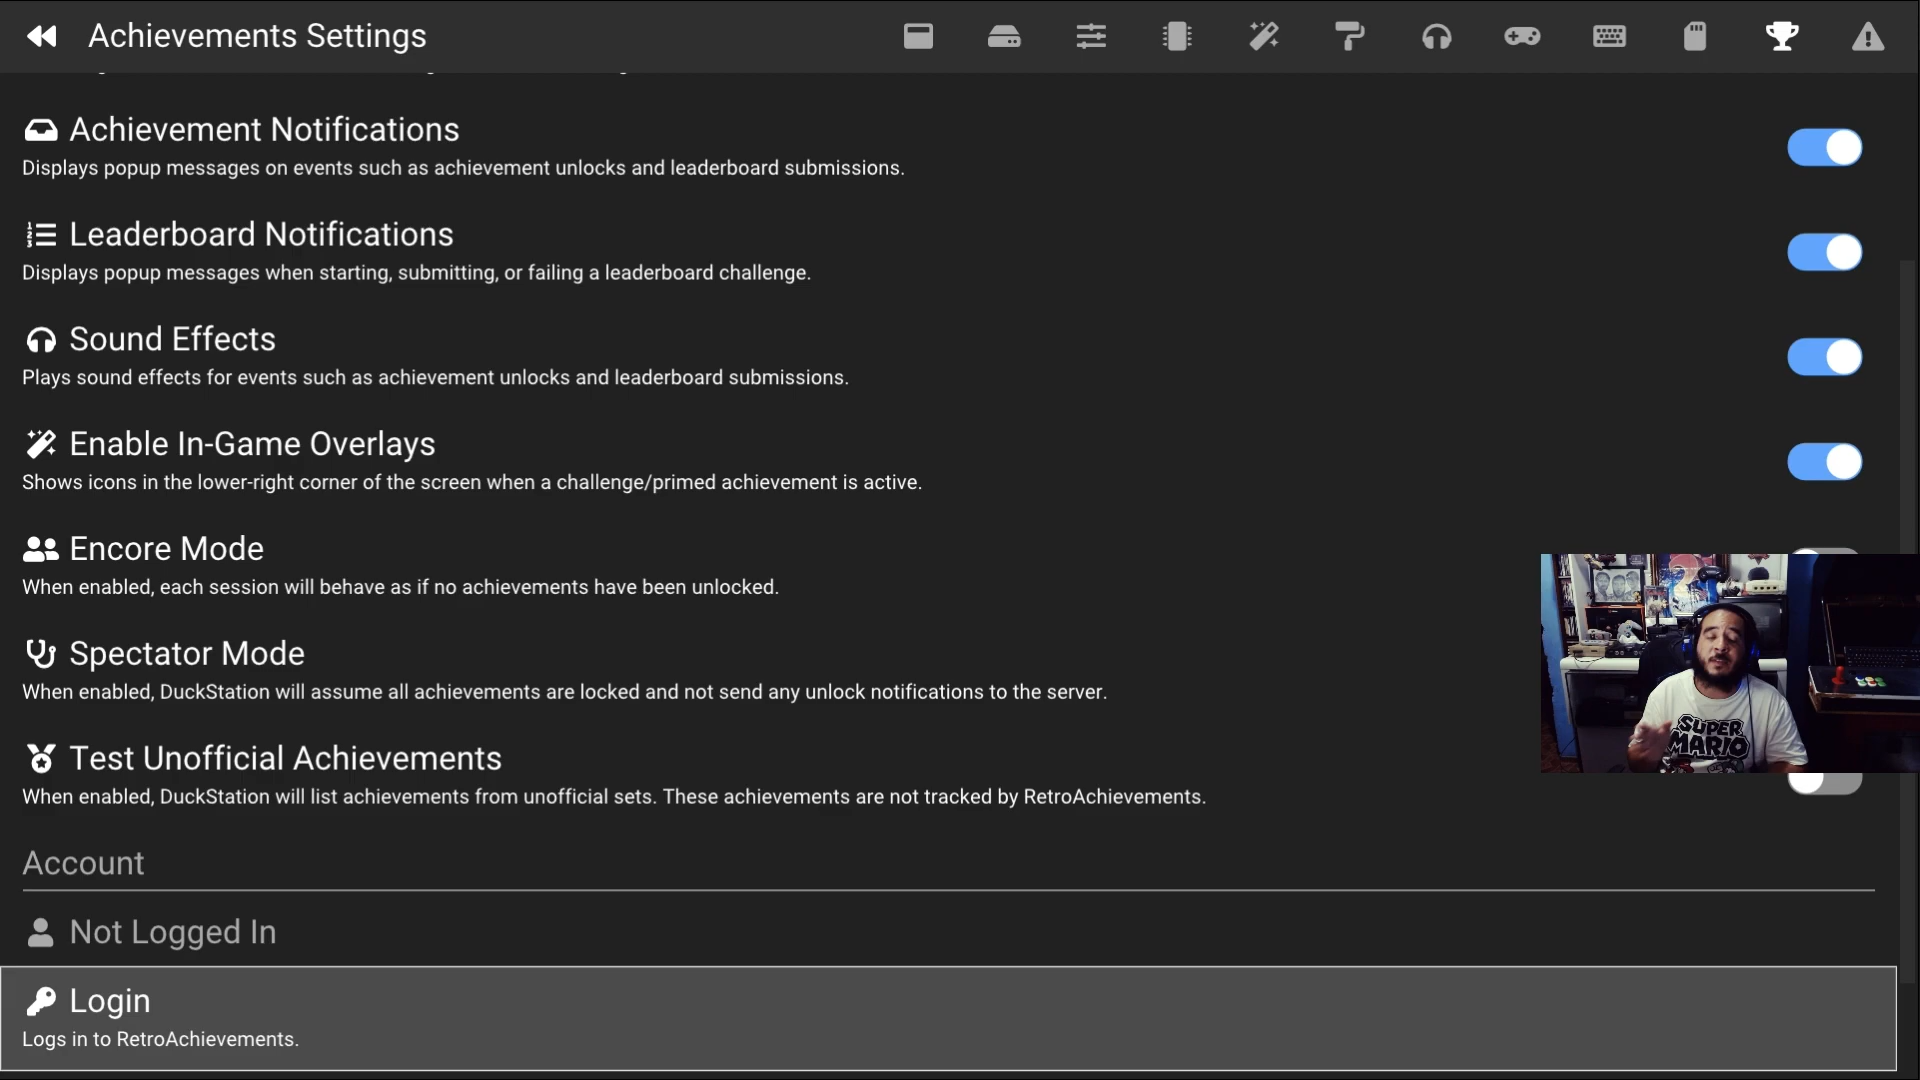 Achievements Settings
Achievement Notifications
Displays popup messages on events such as achievement unlocks and leaderboard submissions.
Leaderboard Notifications
Displays popup messages when starting, submitting, or failing a leaderboard challenge.
Sound Effects
Plays sound effects for events such as achievement unlocks and leaderboard submissions.
Enable In-Game Overlays
Shows icons in the lower-right corner of the screen when a challenge/primed achievement is active.
Encore Mode
When enabled, each session will behave as if no achievements have been unlocked.
Spectator Mode
When enabled, DuckStation will assume all achievements are locked and not send any unlock notifications to the server.
SUPER
MARIO
Test Unofficial Achievements
When enabled, DuckStation will list achievements from unofficial sets. These achievements are not tracked by RetroAchievements.
Account
Not Logged In
Login
Logs in to RetroAchievements.